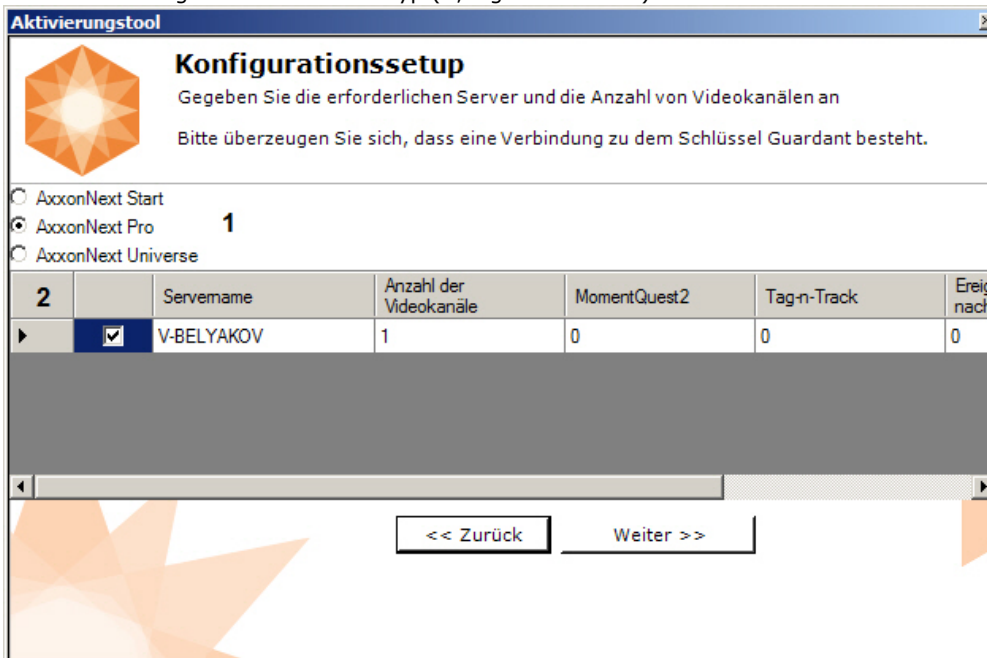 Aktivierungstool
Konfigurationssetup
Gegeben Sie die erforderlichen Server und die Anzahl von Videokanälen an
Bitte überzeugen Sie sich, dass eine Verbindung zu dem Schlüssel Guardant besteht.
AxxonNext Start
AxxonNext Pro 1
AxxonNext Universe
2 Servername Anzahl der Videokanäle MomentQuest2 Tag-n-Track
V-BELYAKOV 1 0 0 0
<< Zurück Weiter >>